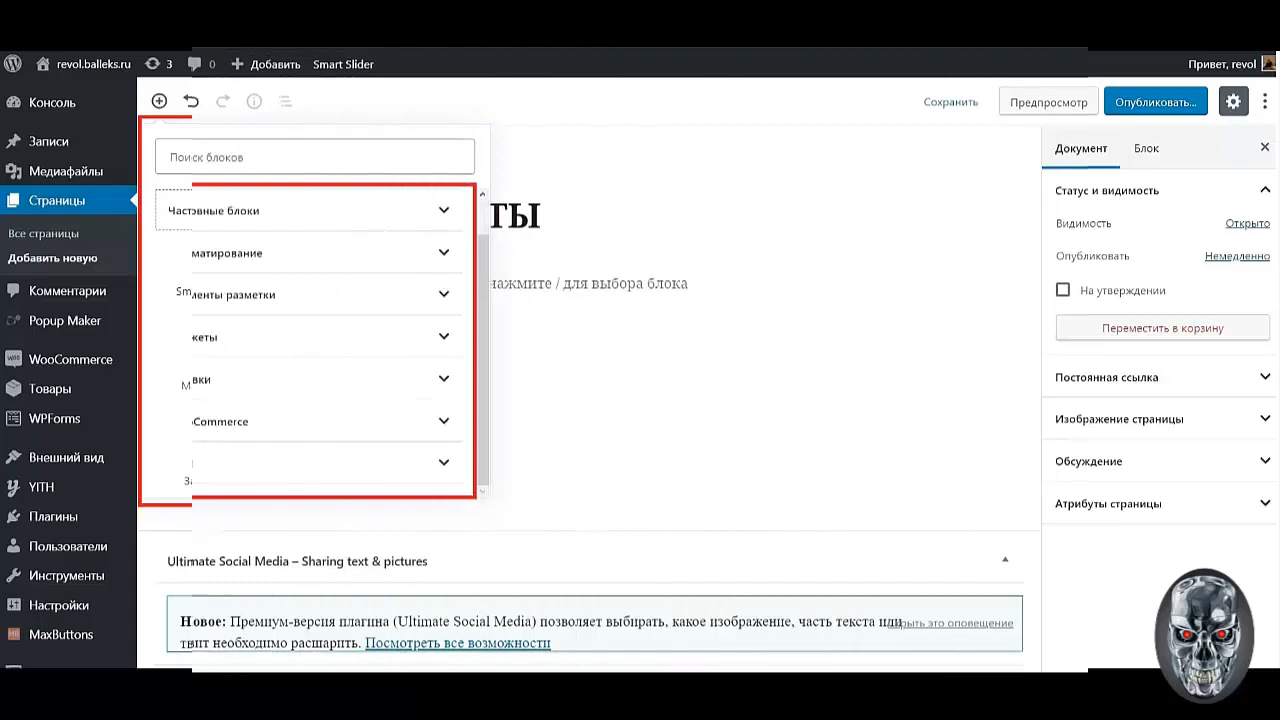 revol.balleks.ru
3
0
Добавить
Smart Slider
Привет, revol
Консоль
Записи
Медиафайлы
Страницы
Все страницы
Добавить новую
Комментарии
Popup Maker
WooCommerce
Товары
WPForms
Внешний вид
YITH
Плагины
Пользователи
Инструменты
Настройки
MaxButtons
Сохранить
Предпросмотр
Опубликовать...
Поиск блоков
блоки
матирование
менты разметки
жеты
вки
Commerce
ты
нажмите / для выбора блока
Ultimate Social Media – Sharing text & pictures
Новое: Премиум-версия плагина (Ultimate Social Media) позволяет выбирать, какое изображение, часть текста или
необходимо расшарить. Посмотреть все возможности
это оповещение
Документ
Блок
Статус и видимость
Видимость
Открыто
Опубликовать
Немедленно
На утверждении
Переместить в корзину
Постоянная ссылка
Изображение страницы
Обсуждение
Атрибуты страницы